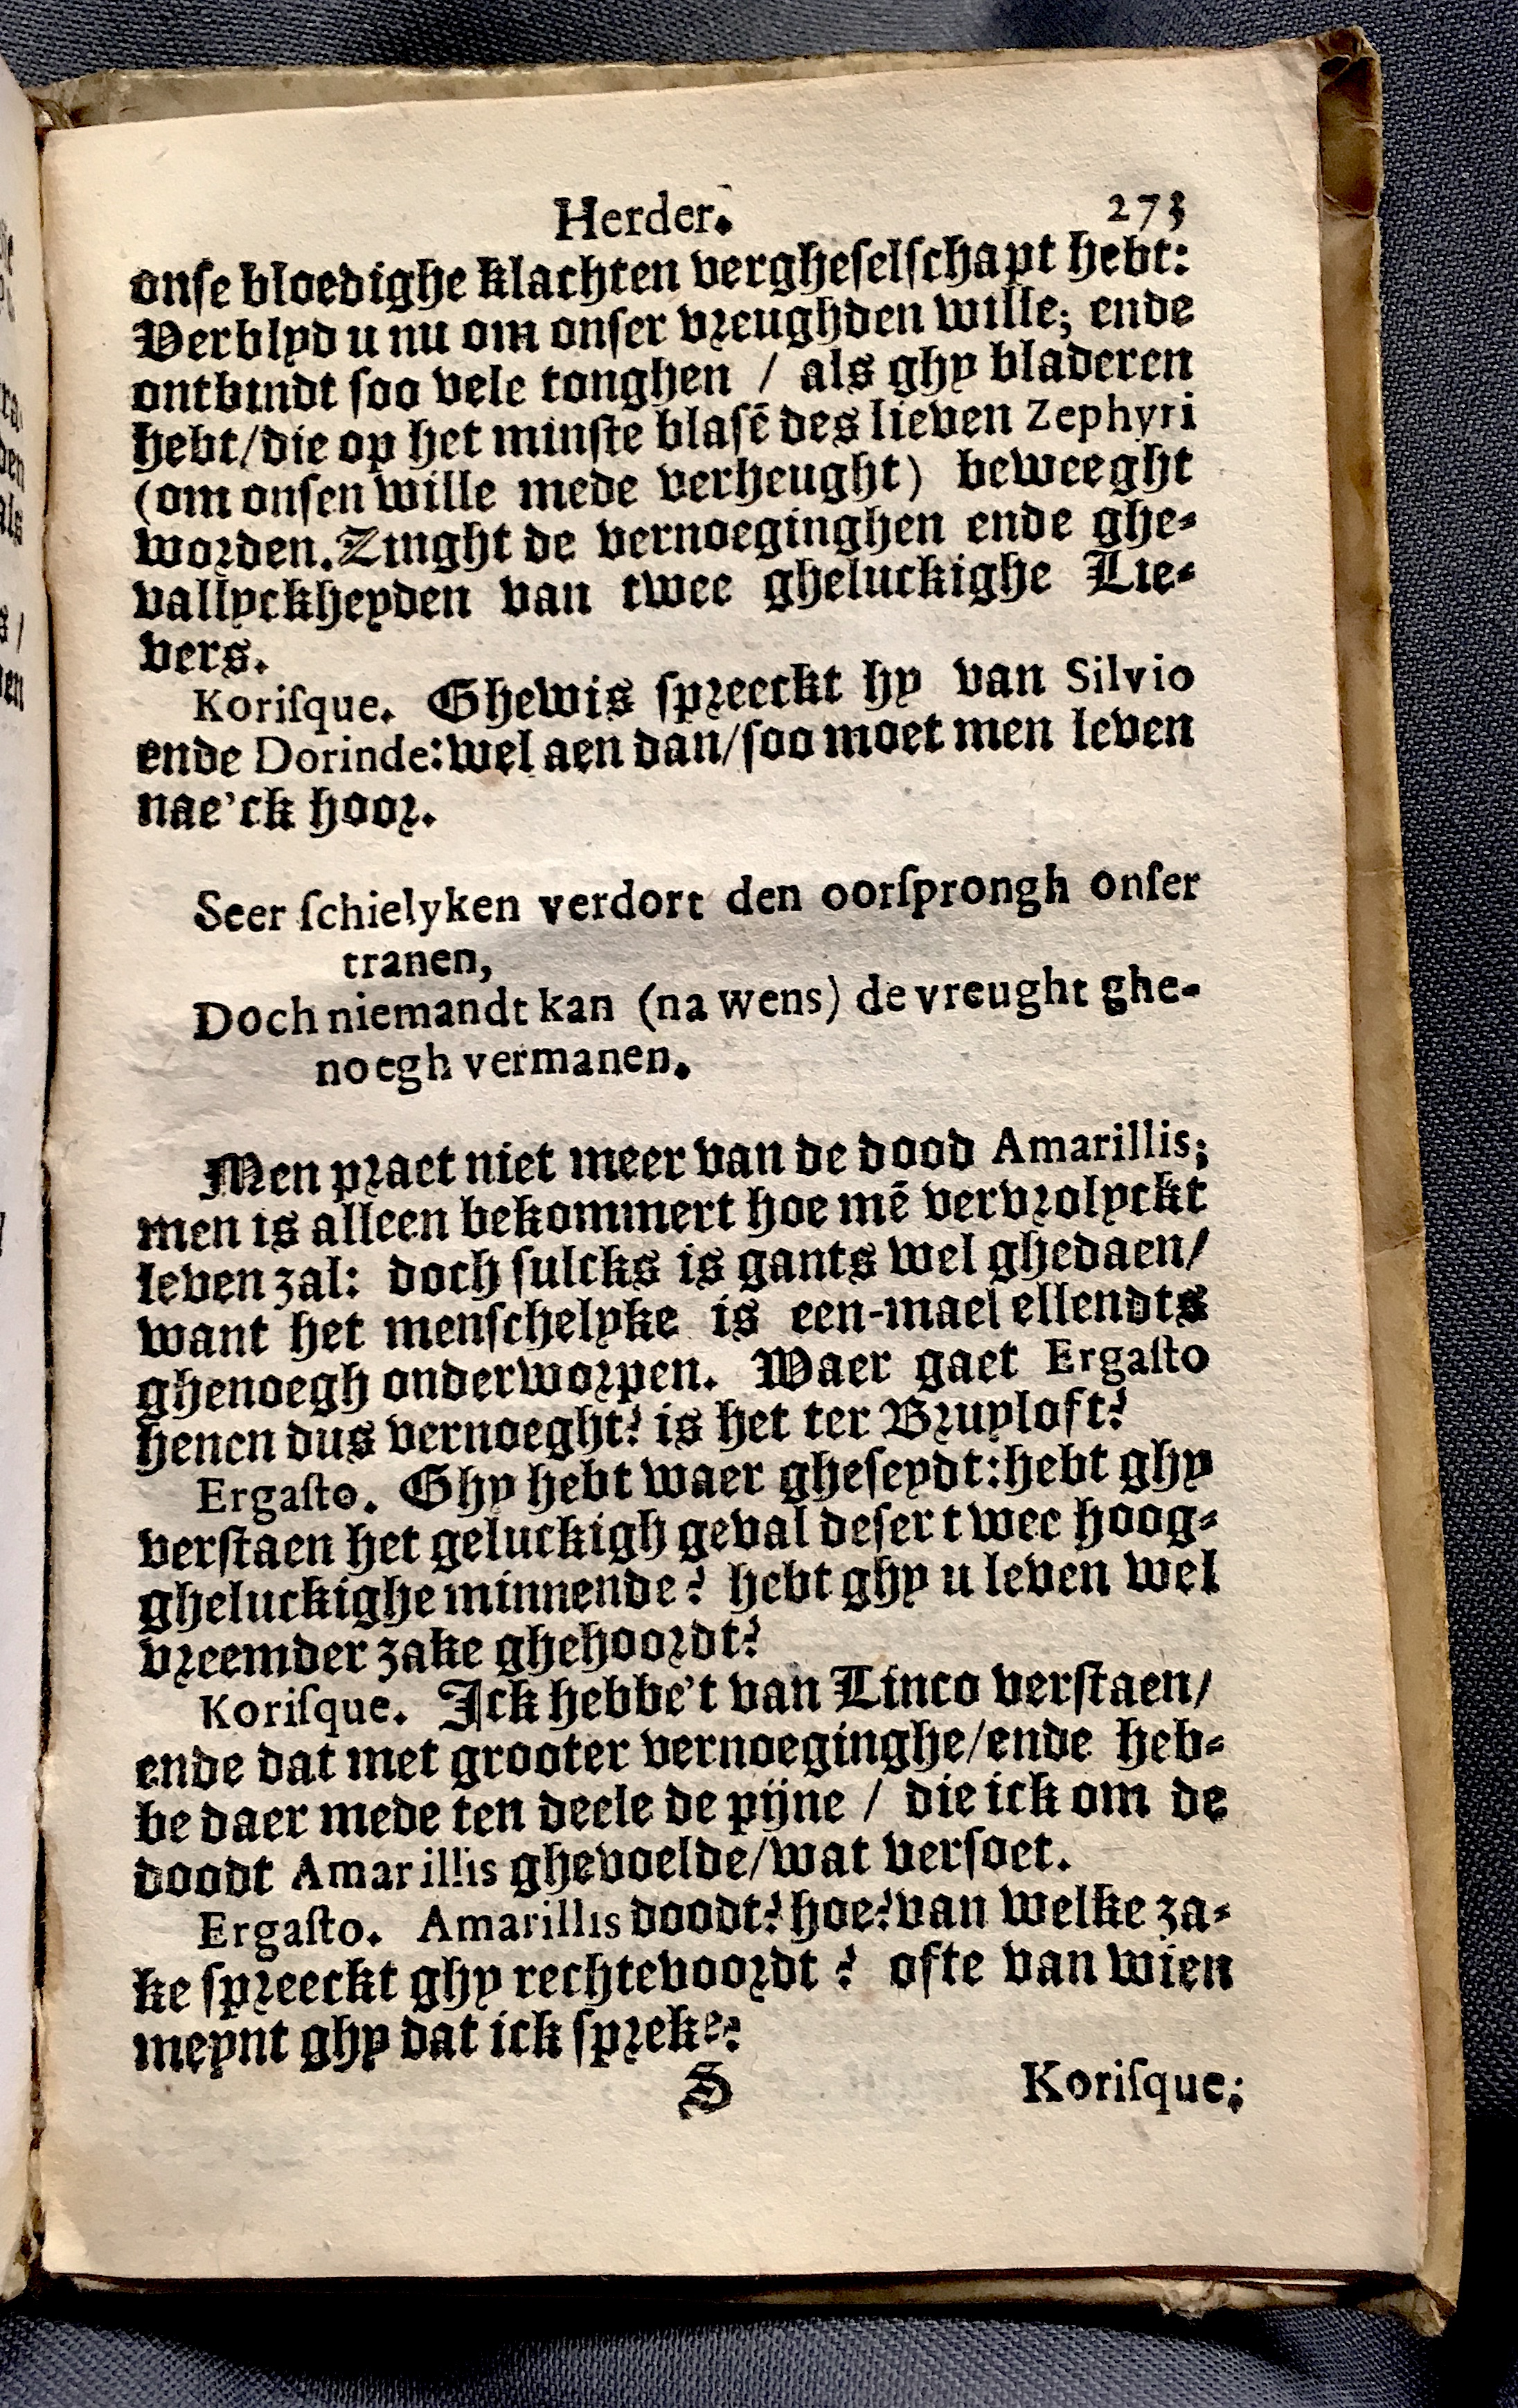 Herder. 273
onſe bloedighe klachten vergheſelſchapt hebt:
Verblyd u nu om onſer vreughden wille; ende
ontbindt ſoo vele tonghen / als ghy bladeren
hebt/die op het minſte blaſē des lieven Zephyri
(om onſen wille mede verheught) beweeght
worden. Zinght de vernoeginghen ende ghe-
vallyckheyden van twee gheluckighe Lie-
vers.
Koriſque. Ghewis ſpreeckt hy van Silvio
ende Dorinde: wel aen dan/ſoo moet men leven
nae'ck hoor.
Seer ſchielyken verdort den oorſprongh onſer
tranen,
Doch niemandt kan (na wens) de vreught ghe-
noegh vermanen.
Men praet niet meer van de dood Amarillis;
men is alleen bekommert hoe mē vervrolyckt
leven zal: doch ſulcks is gants wel ghedaen/
want het menſchelyke is een-mael ellendts
ghenoegh onderworpen. Waer gaet Ergaſto
henen dus vernoeght? is het ter Bruyloft?
Ergaſto. Ghy hebt waer gheſeydt: hebt ghy
verſtaen het geluckigh geval deſer twee hoog-
gheluckighe minnende? hebt ghy u leven wel
vreemder zake ghehoordt?
Koriſque. Ick hebbe't van Linco verſtaen/
ende dat met grooter vernoeginghe/ende heb-
be daer mede ten deele de pijne / die ick om de
doodt Amarillis ghevoelde/wat verſoet.
Ergaſto. Amarillis doodt? hoe? van welke za-
ke ſpreeckt ghy rechtevoordt? ofte van wien
meynt ghy dat ick ſpreke?
S Koriſque;